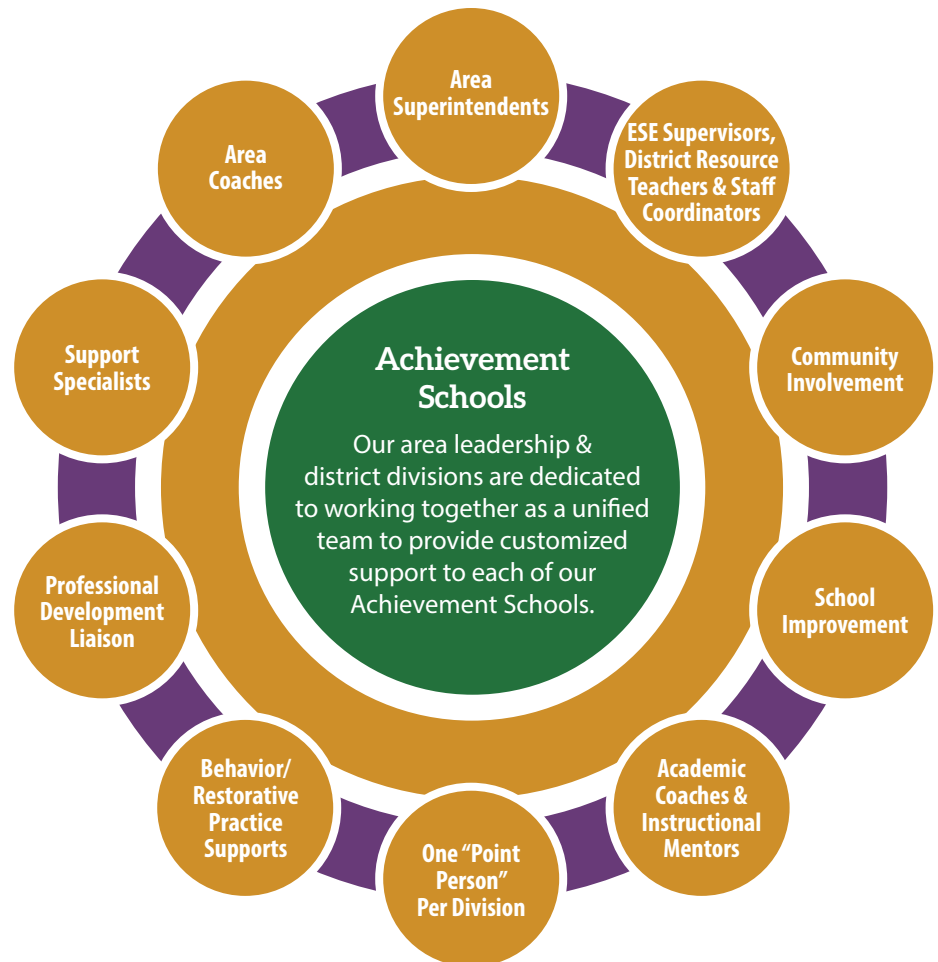 Area
Superintendents
ESE Supervisors,
District Resource
Teachers & Staff
Coordinators
Community
Involvement
School
Improvement
Academic
Coaches &
Instructional
Mentors
One “Point
Person”
Per Division
Behavior/
Restorative
Practice
Supports
Professional
Development
Liaison
Support
Specialists
Area
Coaches
Achievement
Schools
Our area leadership &
district divisions are dedicated
to working together as a unified
team to provide customized
support to each of our
Achievement Schools.